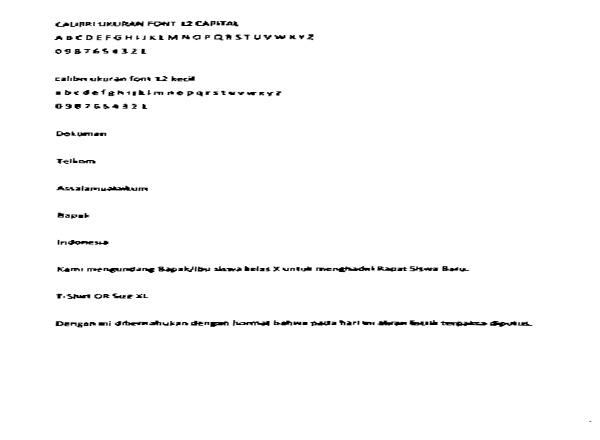 CALIBRI UKURAN FONT 12 CAPITAL
A B C D E F G H I J K L M N O P Q R S T U V W X Y Z
0 9 8 7 6 5 4 3 2 1
calibri ukuran font 12 kecil
a b c d e f g h i j k l m n o p q r s t u v w x y z
0 9 8 7 6 5 4 3 2 1
Dokumen
Telkom
Assalamualaikum
Bapak
Indonesia
Kami mengundang Bapak/Ibu siswa kelas X untuk menghadiri Rapat Siswa Baru.
T-Shirt OR Size XL
Dengan ini diberitahukan dengan hormat bahwa pada hari ini aliran listrik terpaksa diputus.